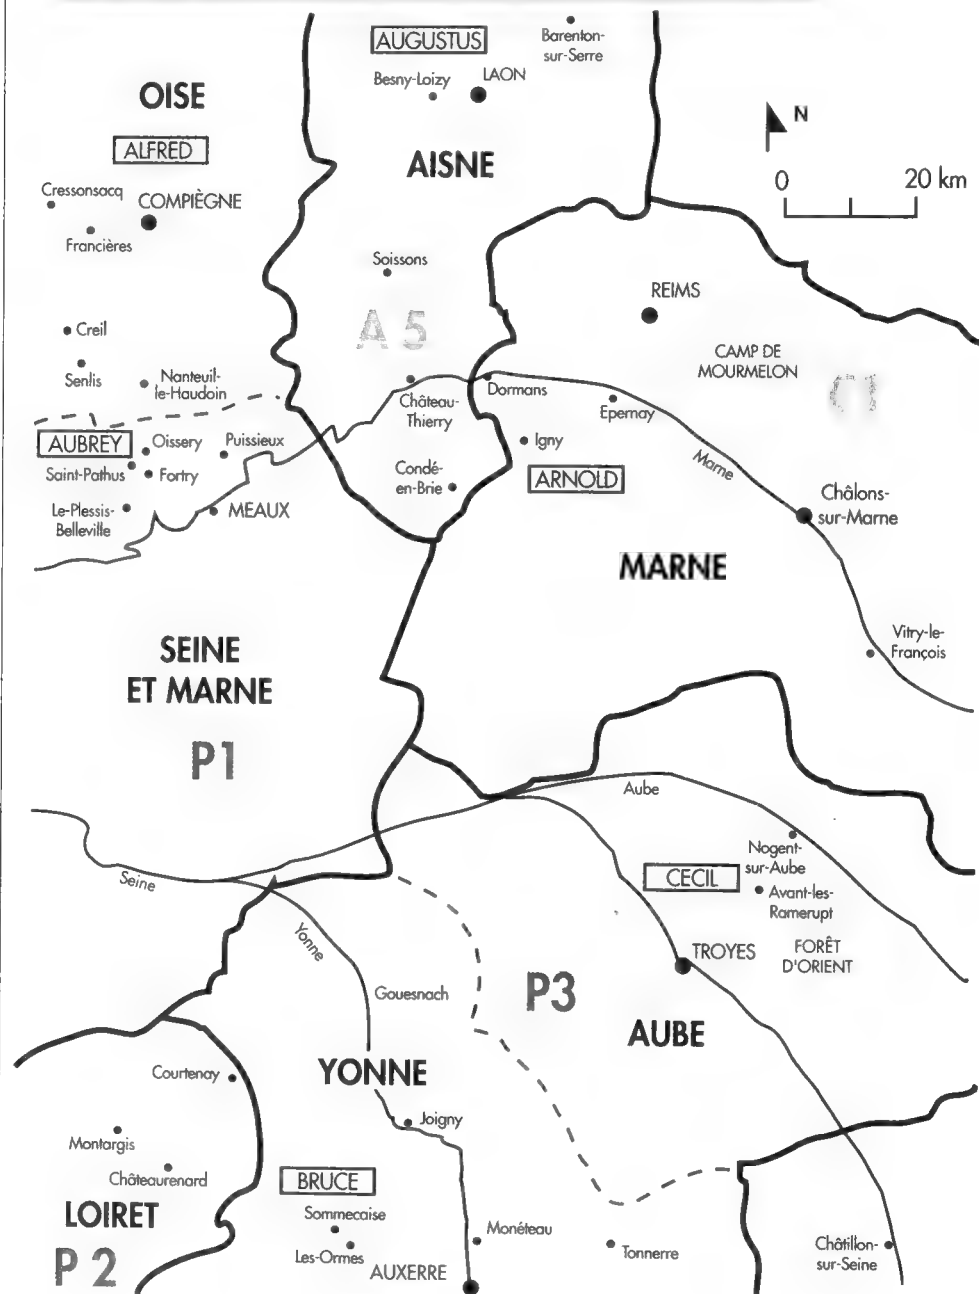 AUGUSTUS
Barenton-
sur-Serre
OISE
Besny-Loizy
LAON
N
ALFRED
AISNE
0
20 km
Cressonsacq
COMPIÈGNE
Francières
Soissons
REIMS
A 5
Creil
CAMP DE
MOURMELON
Senlis
Nanteuil-
le-Haudoin
Château-
Thierry
Dormans
Epernay
AUBREY
Oissery
Puissieux
Igny
Marne
Saint-Pathus
Fortry
Condé-
en-Brie
ARNOLD
Le-Plessis-
Belleville
MEAUX
Châlons-
sur-Marne
MARNE
Vitry-le-
François
SEINE
ET MARNE
P1
Aube
Nogent-
sur-Aube
Seine
CECIL
Avant-les-
Ramerupt
Yonne
TROYES
FORÊT
D'ORIENT
Gouesnach
P3
AUBE
YONNE
Courtenay
Joigny
Montargis
Châteaurenard
BRUCE
LOIRET
Sommecaise
Monéteau
Les-Ormes
Tonnerre
Châtillon-
sur-Seine
P 2
AUXERRE